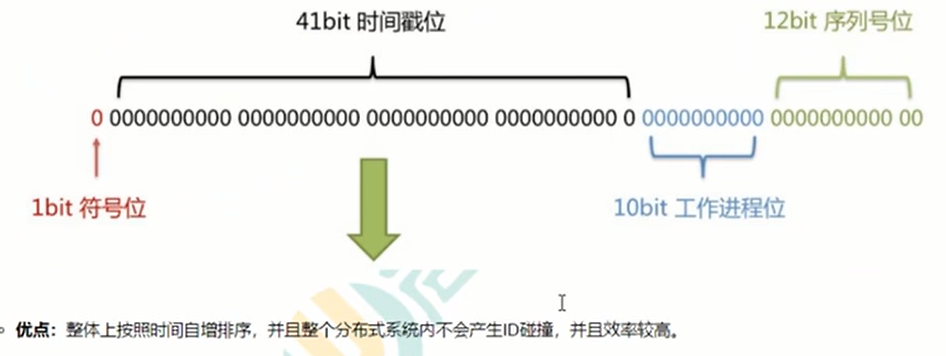 41bit 时间戳位
12bit 序列号位
0 0000000000 0000000000 0000000000 0000000000 0 0000000000 0000000000 00
1bit 符号位
10bit 工作进程位
优点：整体上按照时间自增排序，并且整个分布式系统内不会产生ID碰撞，并且效率较高。